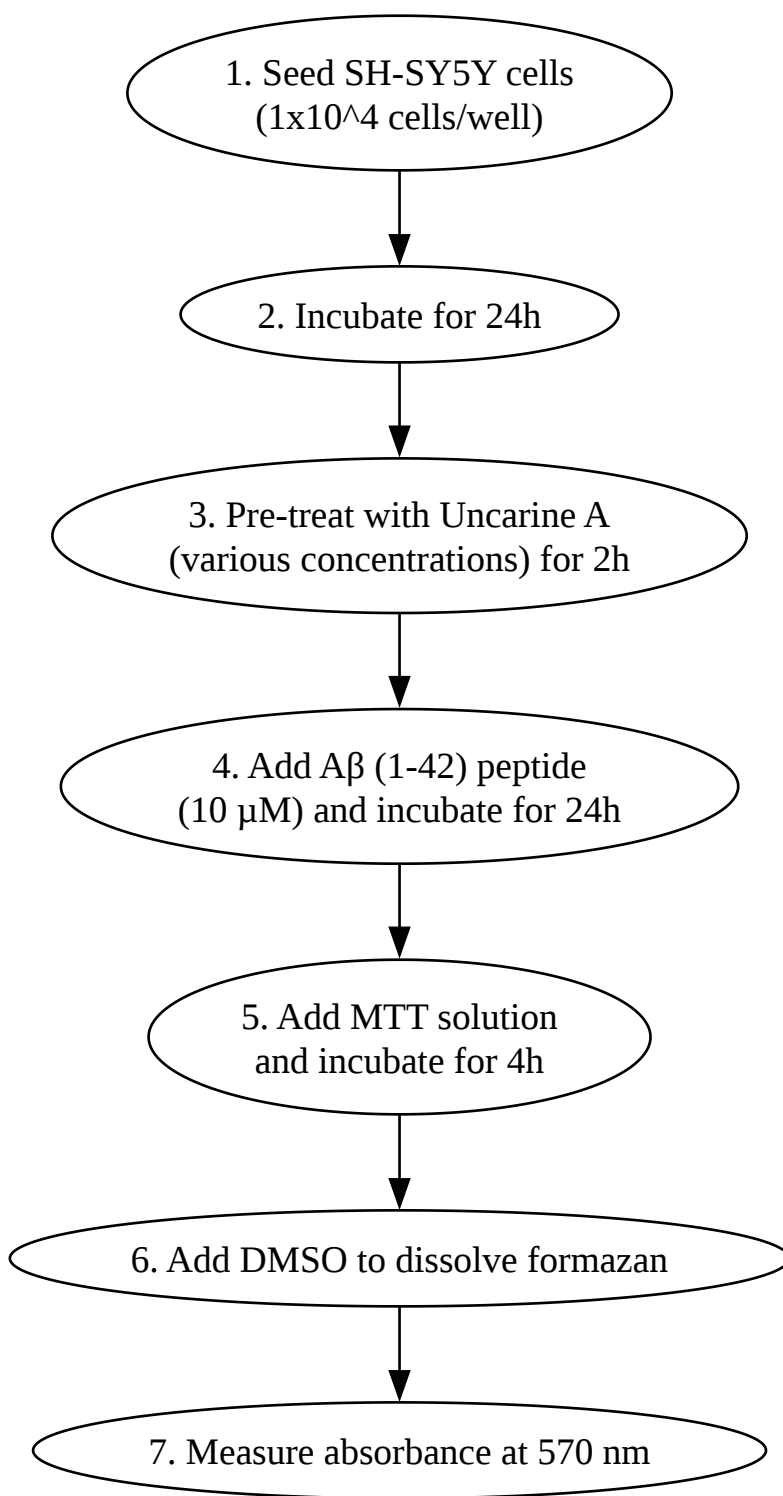 1. Seed SH-SY5Y cells
(1x10^4 cells/well)
2. Incubate for 24h
3. Pre-treat with Uncarine A
(various concentrations) for 2h
4. Add Aβ (1-42) peptide
(10 µM) and incubate for 24h
5. Add MTT solution
and incubate for 4h
6. Add DMSO to dissolve formazan
7. Measure absorbance at 570 nm